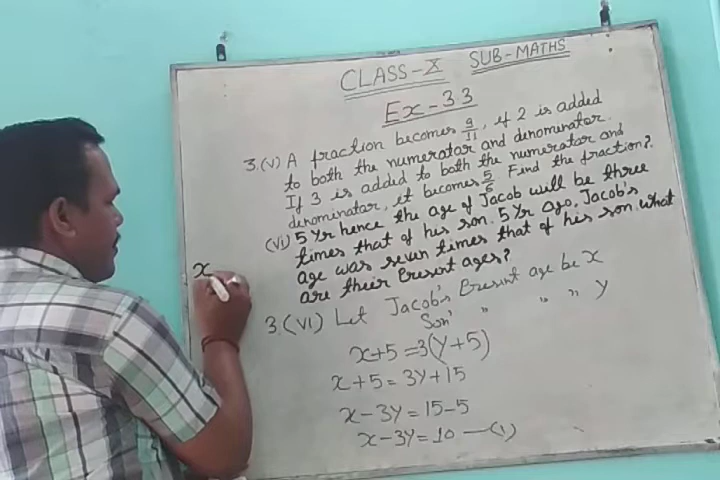 CLASS-X SUB-MATHS
Ex-33
3.(V) A fraction becomes 9/11, if 2 is added
to both the numerator and denominator.
If 3 is added to both the numerator and
denominator, it becomes 5/6 Find the fraction?
(VI) 5 Yr hence the age of Jacob will be three
times that of his son. 5 Yr ago, Jacob's
age was seven times that of his son. What
are their Present ages?
3.(VI) Let Jacob's Present age be x
Son' " " " y
x+5=3(y+5)
x+5=3y+15
x-3y=15-5
x-3y=10 —(1)
x